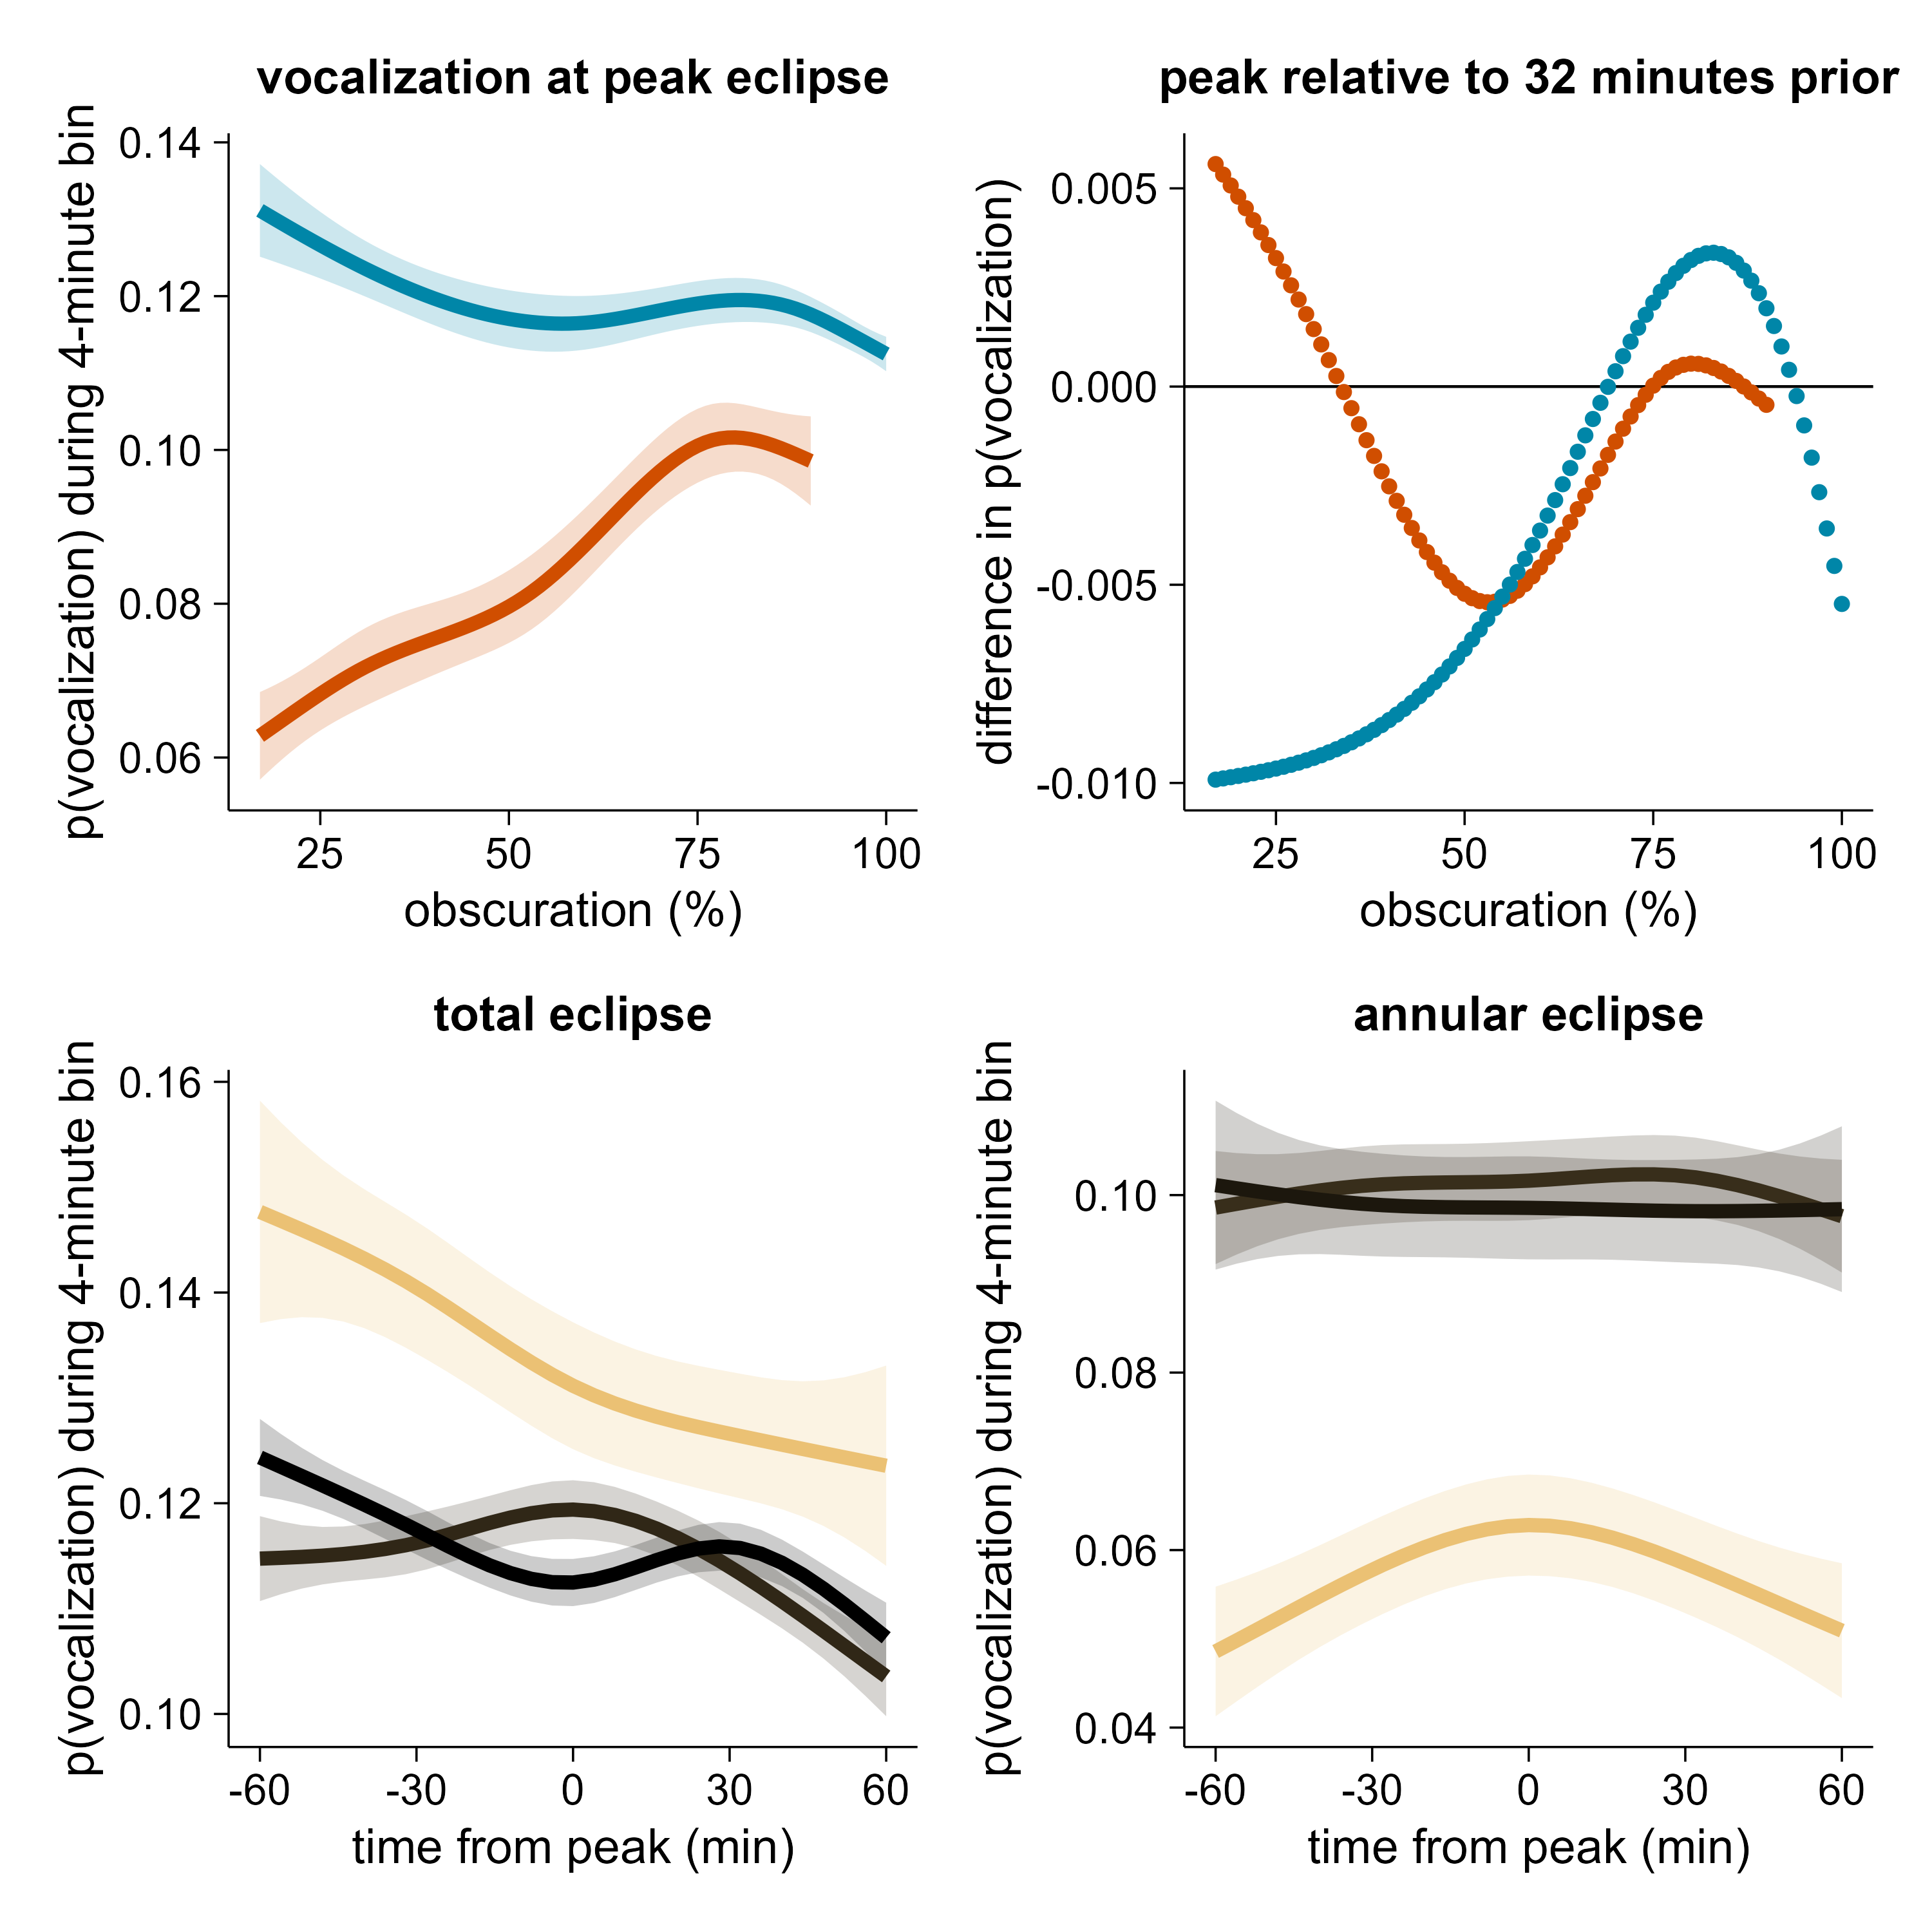 vocalization at peak eclipse
p(vocalization) during 4-minute bin
0.14
0.12
0.10
0.08
0.06
25 50 75 100
obscuration (%)
peak relative to 32 minutes prior
difference in p(vocalization)
0.005
0.000
-0.005
-0.010
25 50 75 100
obscuration (%)
total eclipse
p(vocalization) during 4-minute bin
0.16
0.14
0.12
0.10
-60 -30 0 30 60
time from peak (min)
annular eclipse
p(vocalization) during 4-minute bin
0.10
0.08
0.06
0.04
-60 -30 0 30 60
time from peak (min)